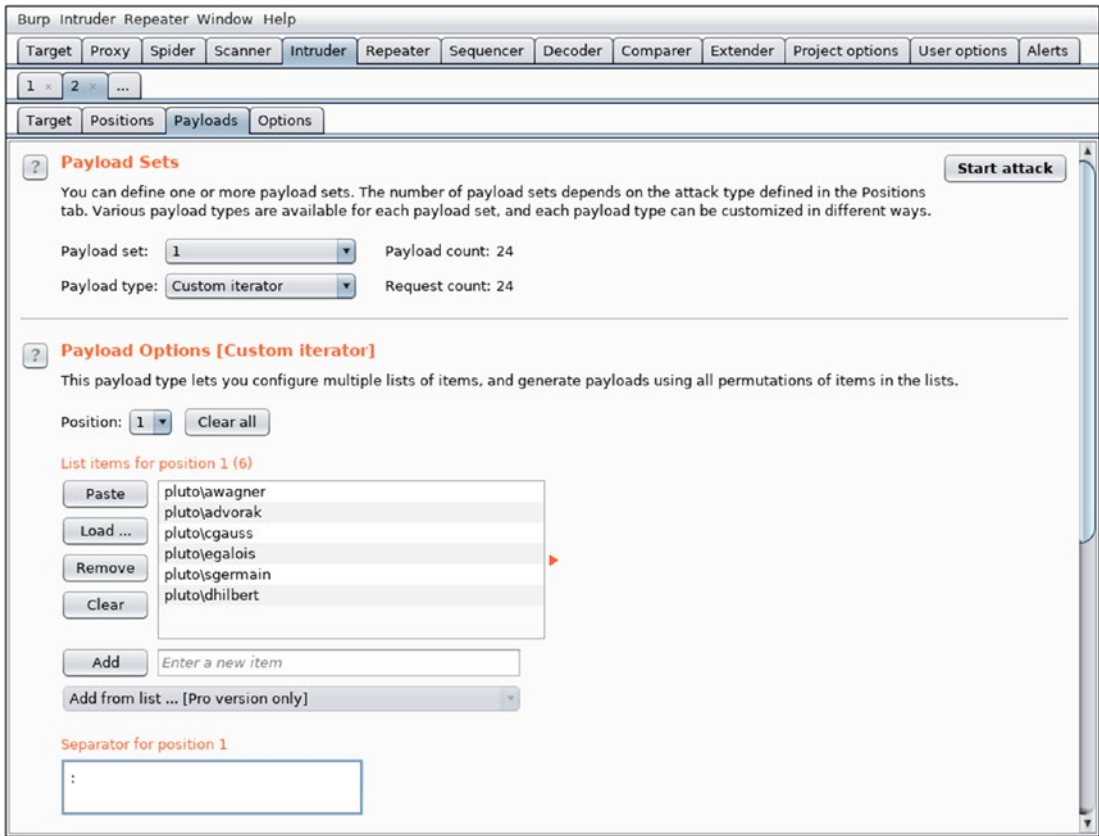 Burp Intruder Repeater Window Help
Target Proxy Spider Scanner Intruder Repeater Sequencer Decoder Comparer Extender Project options User options Alerts
1 × 2 × ...
Target Positions Payloads Options
? Payload Sets Start attack
You can define one or more payload sets. The number of payload sets depends on the attack type defined in the Positions
tab. Various payload types are available for each payload set, and each payload type can be customized in different ways.
Payload set: 1 Payload count: 24
Payload type: Custom iterator Request count: 24
? Payload Options [Custom iterator]
This payload type lets you configure multiple lists of items, and generate payloads using all permutations of items in the lists.
Position: 1 Clear all
List items for position 1 (6)
Paste pluto\awagner
pluto\advorak
Load ... pluto\cgauss
pluto\egalois
Remove pluto\sgermain
Clear pluto\dhilbert
Add Enter a new item
Add from list ... [Pro version only]
Separator for position 1
: